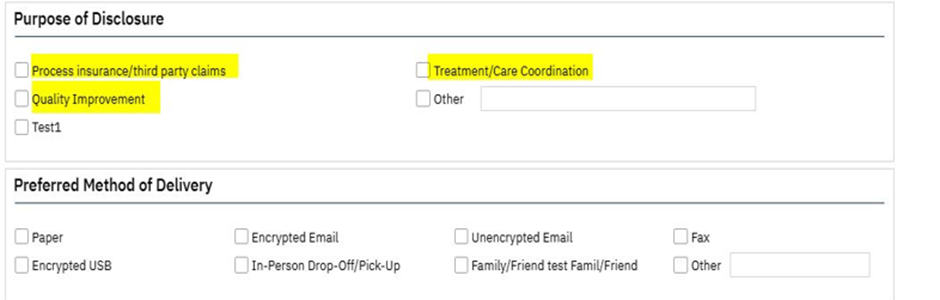 Purpose of Disclosure
Process insurance/third party claims Treatment/Care Coordination
Quality Improvement Other
Test1
Preferred Method of Delivery
Paper Encrypted Email Unencrypted Email Fax
Encrypted USB In-Person Drop-Off/Pick-Up Family/Friend test Famil/Friend Other